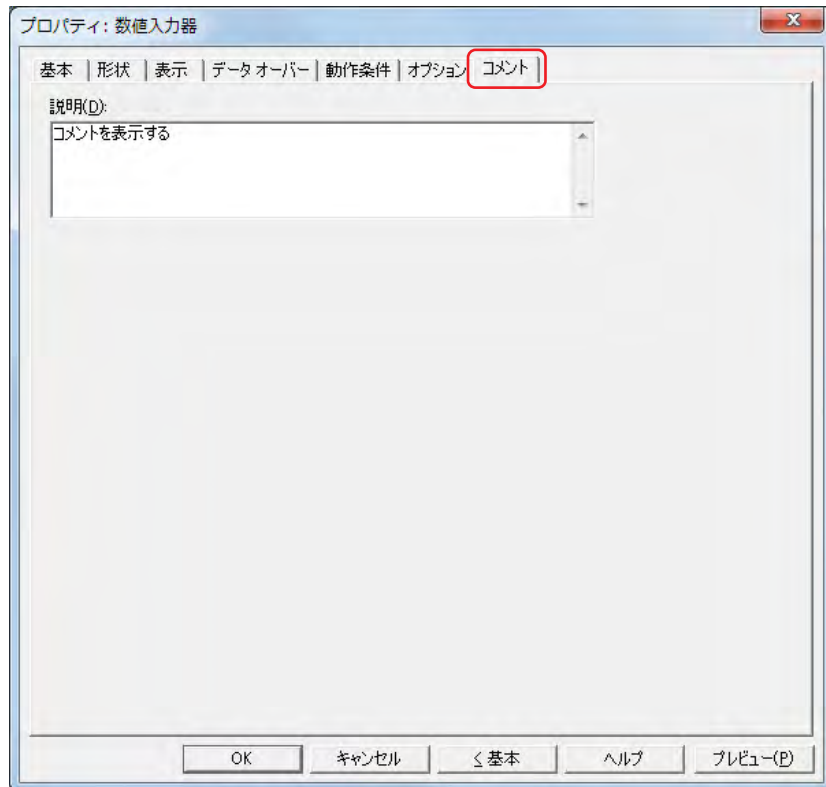 プロパティ: 数値入力器
基本 形状 表示 データ オーバー 動作条件 オプション コメント
説明(D):
コメントを表示する
OK キャンセル < 基本 ヘルプ プレビュー(P)